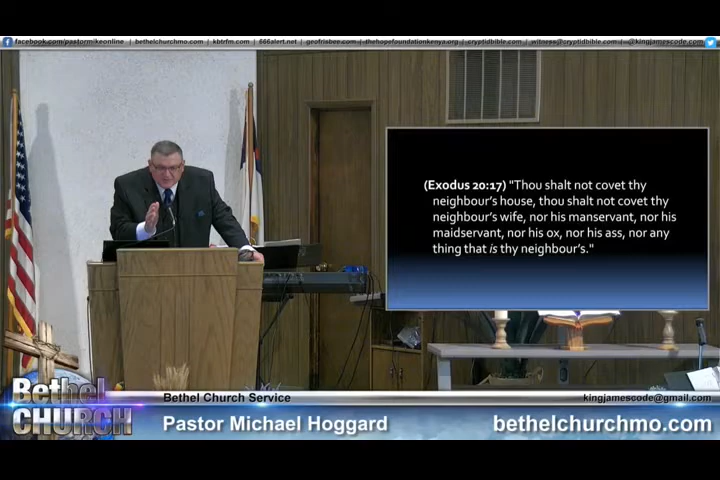 facebook.com/pastormikeonline | bethelchurchmo.com | kbtrfm.com | 666alert.net | geofrisbee.com | thehopefoundationkenya.org | cryptidbible.com | witness@cryptidbible.com | @kingjamescode.com
(Exodus 20:17) "Thou shalt not covet thy
neighbour's house, thou shalt not covet thy
neighbour's wife, nor his manservant, nor his
maidservant, nor his ox, nor his ass, nor any
thing that is thy neighbour's."
Bethel
CHURCH
Bethel Church Service
kingjamescode@gmail.com
Pastor Michael Hoggard
bethelchurchmo.com